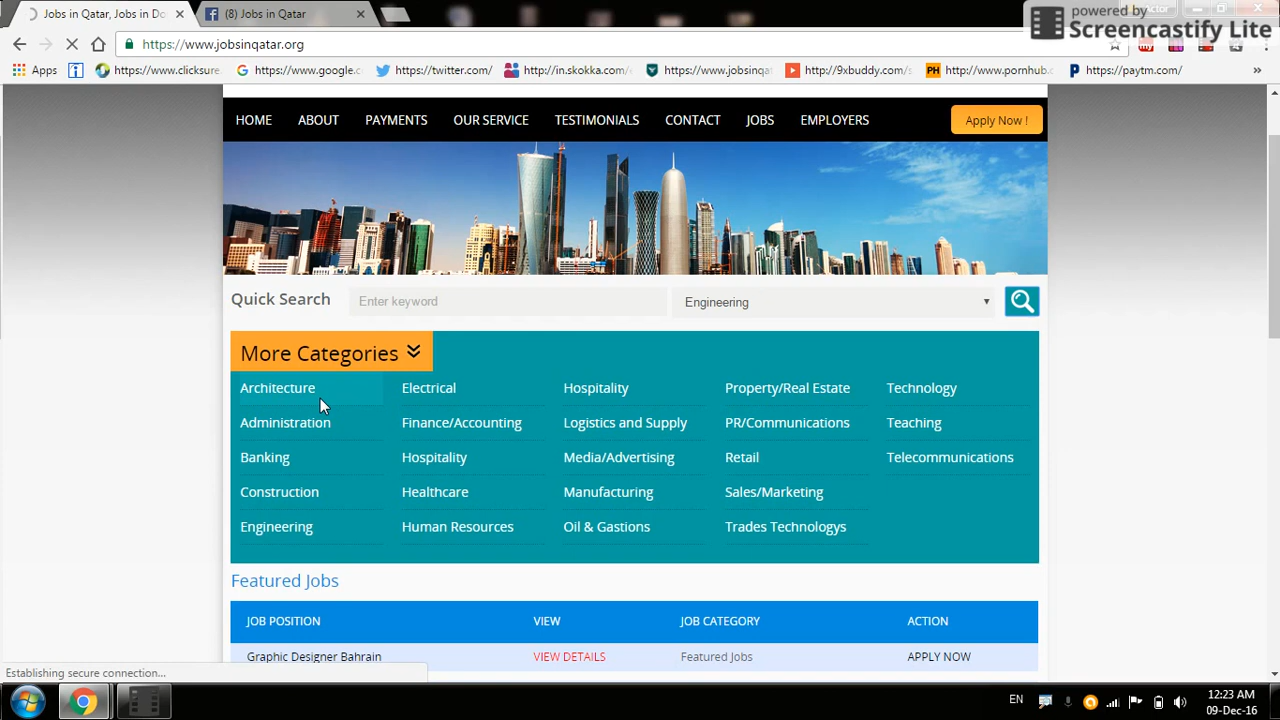 powered by
Screencastify Lite
Jobs in Qatar, Jobs in Do
(8) Jobs in Qatar
https://www.jobsinqatar.org
Apps
https://www.clicksure.
https://www.google.c
https://twitter.com/
http://in.skokka.com/
https://www.jobsinqat
http://9xbuddy.com/s
http://www.pornhub.c
https://paytm.com/
»
HOME ABOUT PAYMENTS OUR SERVICE TESTIMONIALS CONTACT JOBS EMPLOYERS Apply Now !
Quick Search Enter keyword Engineering
More Categories
Architecture Electrical Hospitality Property/Real Estate Technology
Administration Finance/Accounting Logistics and Supply PR/Communications Teaching
Banking Hospitality Media/Advertising Retail Telecommunications
Construction Healthcare Manufacturing Sales/Marketing
Engineering Human Resources Oil & Gastions Trades Technologys
Featured Jobs
JOB POSITION VIEW JOB CATEGORY ACTION
Graphic Designer Bahrain VIEW DETAILS Featured Jobs APPLY NOW
Establishing secure connection...
EN
12:23 AM
09-Dec-16